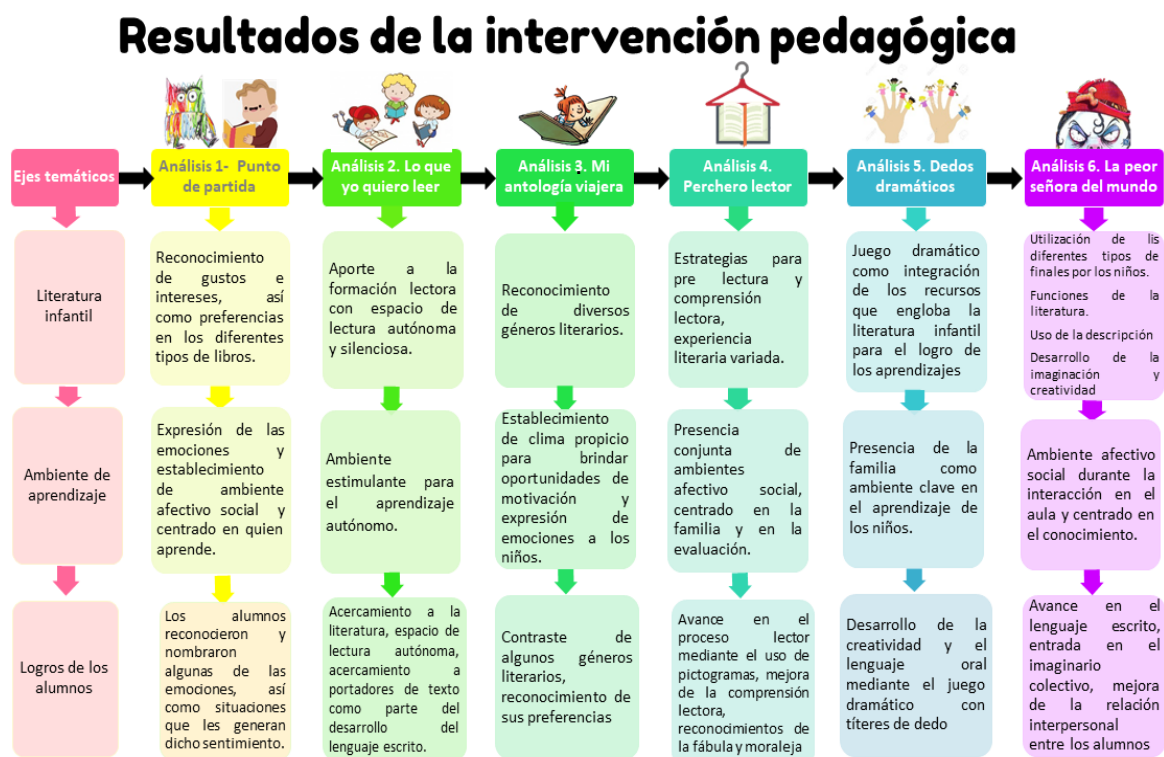 Resultados de la intervención pedagógica
Ejes temáticos
Análisis 1- Punto
de partida
Análisis 2. Lo que
yo quiero leer
Análisis 3. Mi
antología viajera
Análisis 4.
Perchero lector
Análisis 5. Dedos
dramáticos
Análisis 6. La peor
señora del mundo
Literatura
infantil
Reconocimiento
de gustos e
intereses, así
como preferencias
en los diferentes
tipos de libros.
Aporte a la
formación lectora
con espacio de
lectura autónoma
y silenciosa.
Reconocimiento
de diversos
géneros literarios.
Estrategias para
pre lectura y
comprensión
lectora,
experiencia
literaria variada.
Juego dramático
como integración
de los recursos
que engloba la
literatura infantil
para el logro de
los aprendizajes
Utilización de lis
diferentes tipos de
finales por los niños.
Funciones de la
literatura.
Uso de la descripción
Desarrollo de la
imaginación y
creatividad
Ambiente de
aprendizaje
Expresión de las
emociones y
establecimiento
de ambiente
afectivo social y
centrado en quien
aprende.
Ambiente
estimulante para
el aprendizaje
autónomo.
Establecimiento
de clima propicio
para brindar
oportunidades de
motivación y
expresión de
emociones a los
niños.
Presencia
conjunta de
ambientes
afectivo social,
centrado en la
familia y en la
evaluación.
Presencia de la
familia como
ambiente clave en
el aprendizaje de
los niños.
Ambiente afectivo
social durante la
interacción en el
aula y centrado en
el conocimiento.
Logros de los
alumnos
Los alumnos
reconocieron y
nombraron
algunas de las
emociones, así
como situaciones
que les generan
dicho sentimiento.
Acercamiento a la
literatura, espacio de
lectura autónoma,
acercamiento a
portadores de texto
como parte del
desarrollo del
lenguaje escrito.
Contraste de
algunos géneros
literarios,
reconocimiento de
sus preferencias
Avance en el
proceso lector
mediante el uso de
pictogramas, mejora
de la comprensión
lectora,
reconocimientos de
la fábula y moraleja
Desarrollo de la
creatividad y el
lenguaje oral
mediante el juego
dramático con
títeres de dedo
Avance en el
lenguaje escrito,
entrada en el
imaginario
colectivo, mejora
de la relación
interpersonal
entre los alumnos